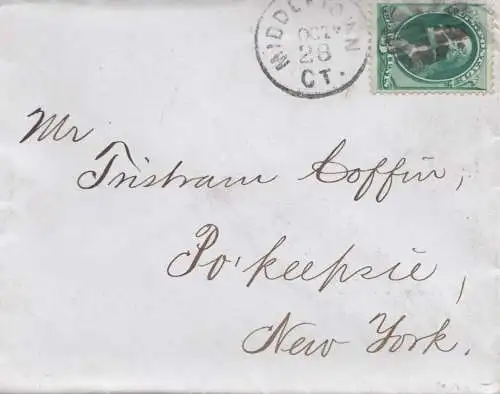 MIDDLETOWN
OCT
28
CT.
Mr
Tristram Coffin,
Po'keepsie,
New York.